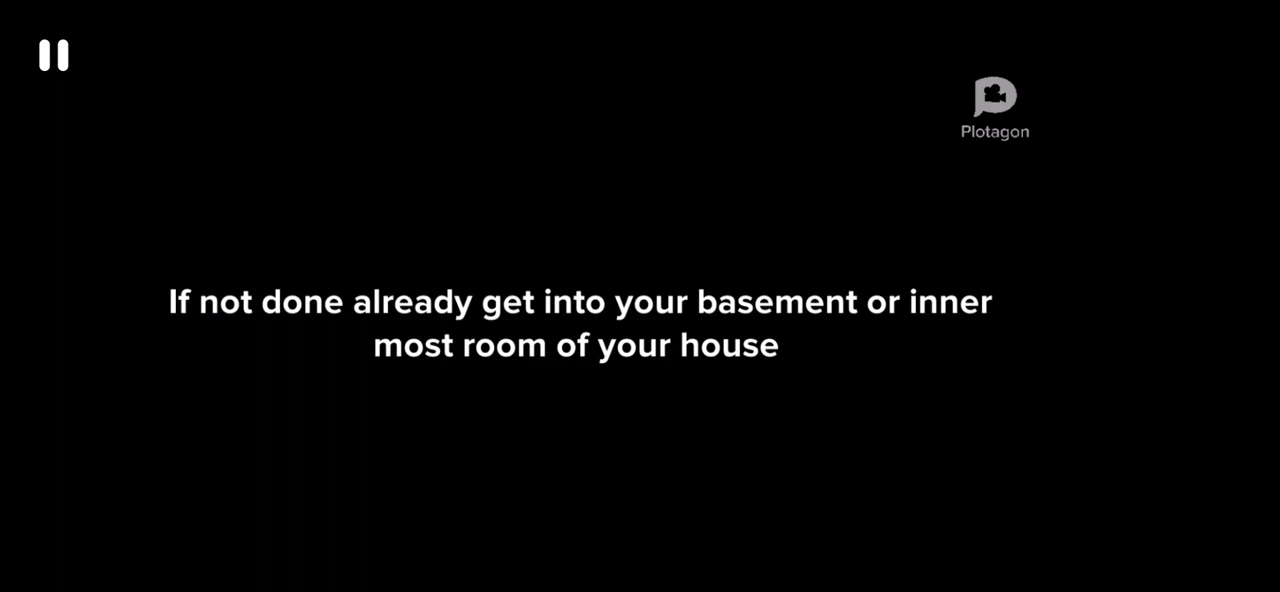 Plotagon
If not done already get into your basement or inner
most room of your house